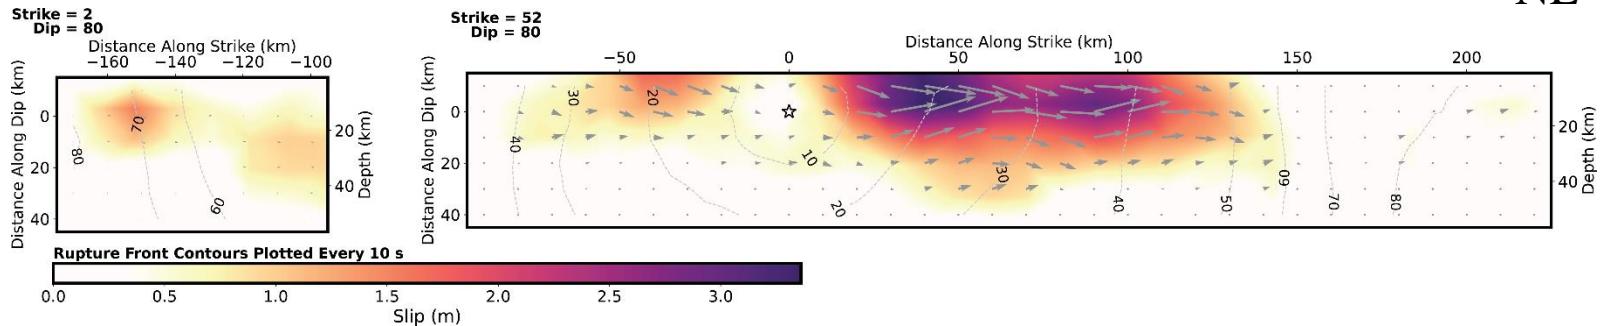 Strike = 2
Dip = 80
Distance Along Strike (km)
−160 −140 −120 −100
Distance Along Dip (km)
0
20
40
20
40
Depth (km)
80
70
60
Strike = 52
Dip = 80
NE
Distance Along Strike (km)
−50 0 50 100 150 200
Distance Along Dip (km)
0
20
40
20
40
Depth (km)
40
30
20
10
20
30
40
50
60
70
80
Rupture Front Contours Plotted Every 10 s
0.0 0.5 1.0 1.5 2.0 2.5 3.0
Slip (m)